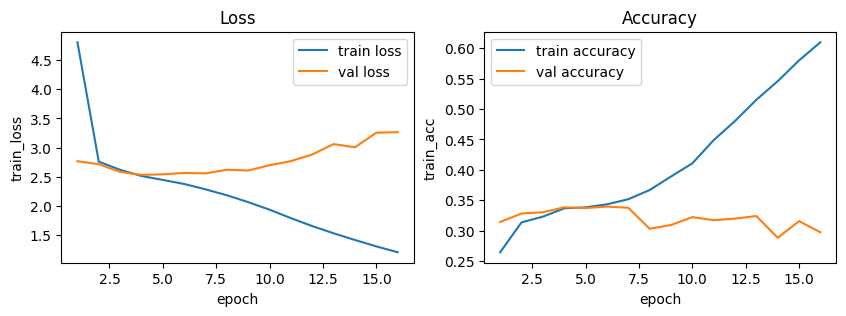 Loss
train loss
val loss
train_loss
4.5
4.0
3.5
3.0
2.5
2.0
1.5
2.5 5.0 7.5 10.0 12.5 15.0
epoch
Accuracy
train accuracy
val accuracy
train_acc
0.60
0.55
0.50
0.45
0.40
0.35
0.30
0.25
2.5 5.0 7.5 10.0 12.5 15.0
epoch